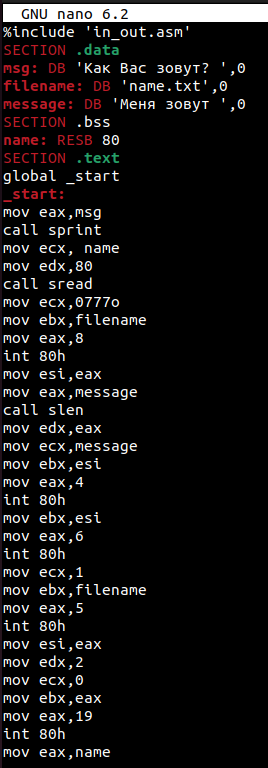 GNU nano 6.2
%include 'in_out.asm'
SECTION .data
msg: DB 'Как Вас зовут? ',0
filename: DB 'name.txt',0
message: DB 'Меня зовут ',0
SECTION .bss
name: RESB 80
SECTION .text
global _start
_start:
mov eax,msg
call sprint
mov ecx, name
mov edx,80
call sread
mov ecx,0777o
mov ebx,filename
mov eax,8
int 80h
mov esi,eax
mov eax,message
call slen
mov edx,eax
mov ecx,message
mov ebx,esi
mov eax,4
int 80h
mov ebx,esi
mov eax,6
int 80h
mov ecx,1
mov ebx,filename
mov eax,5
int 80h
mov esi,eax
mov edx,2
mov ecx,0
mov ebx,eax
mov eax,19
int 80h
mov eax,name